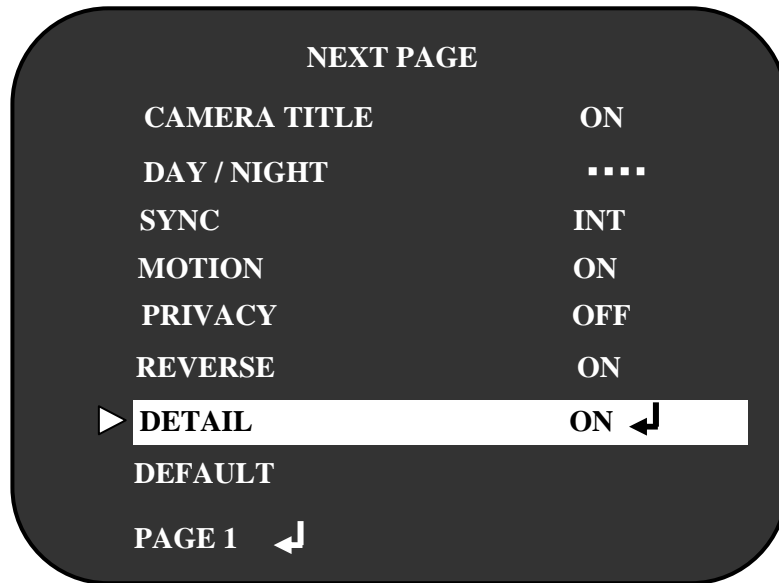 NEXT PAGE
CAMERA TITLE ON
DAY / NIGHT ....
SYNC INT
MOTION ON
PRIVACY OFF
REVERSE ON
DETAIL ON ↲
DEFAULT
PAGE 1 ↲